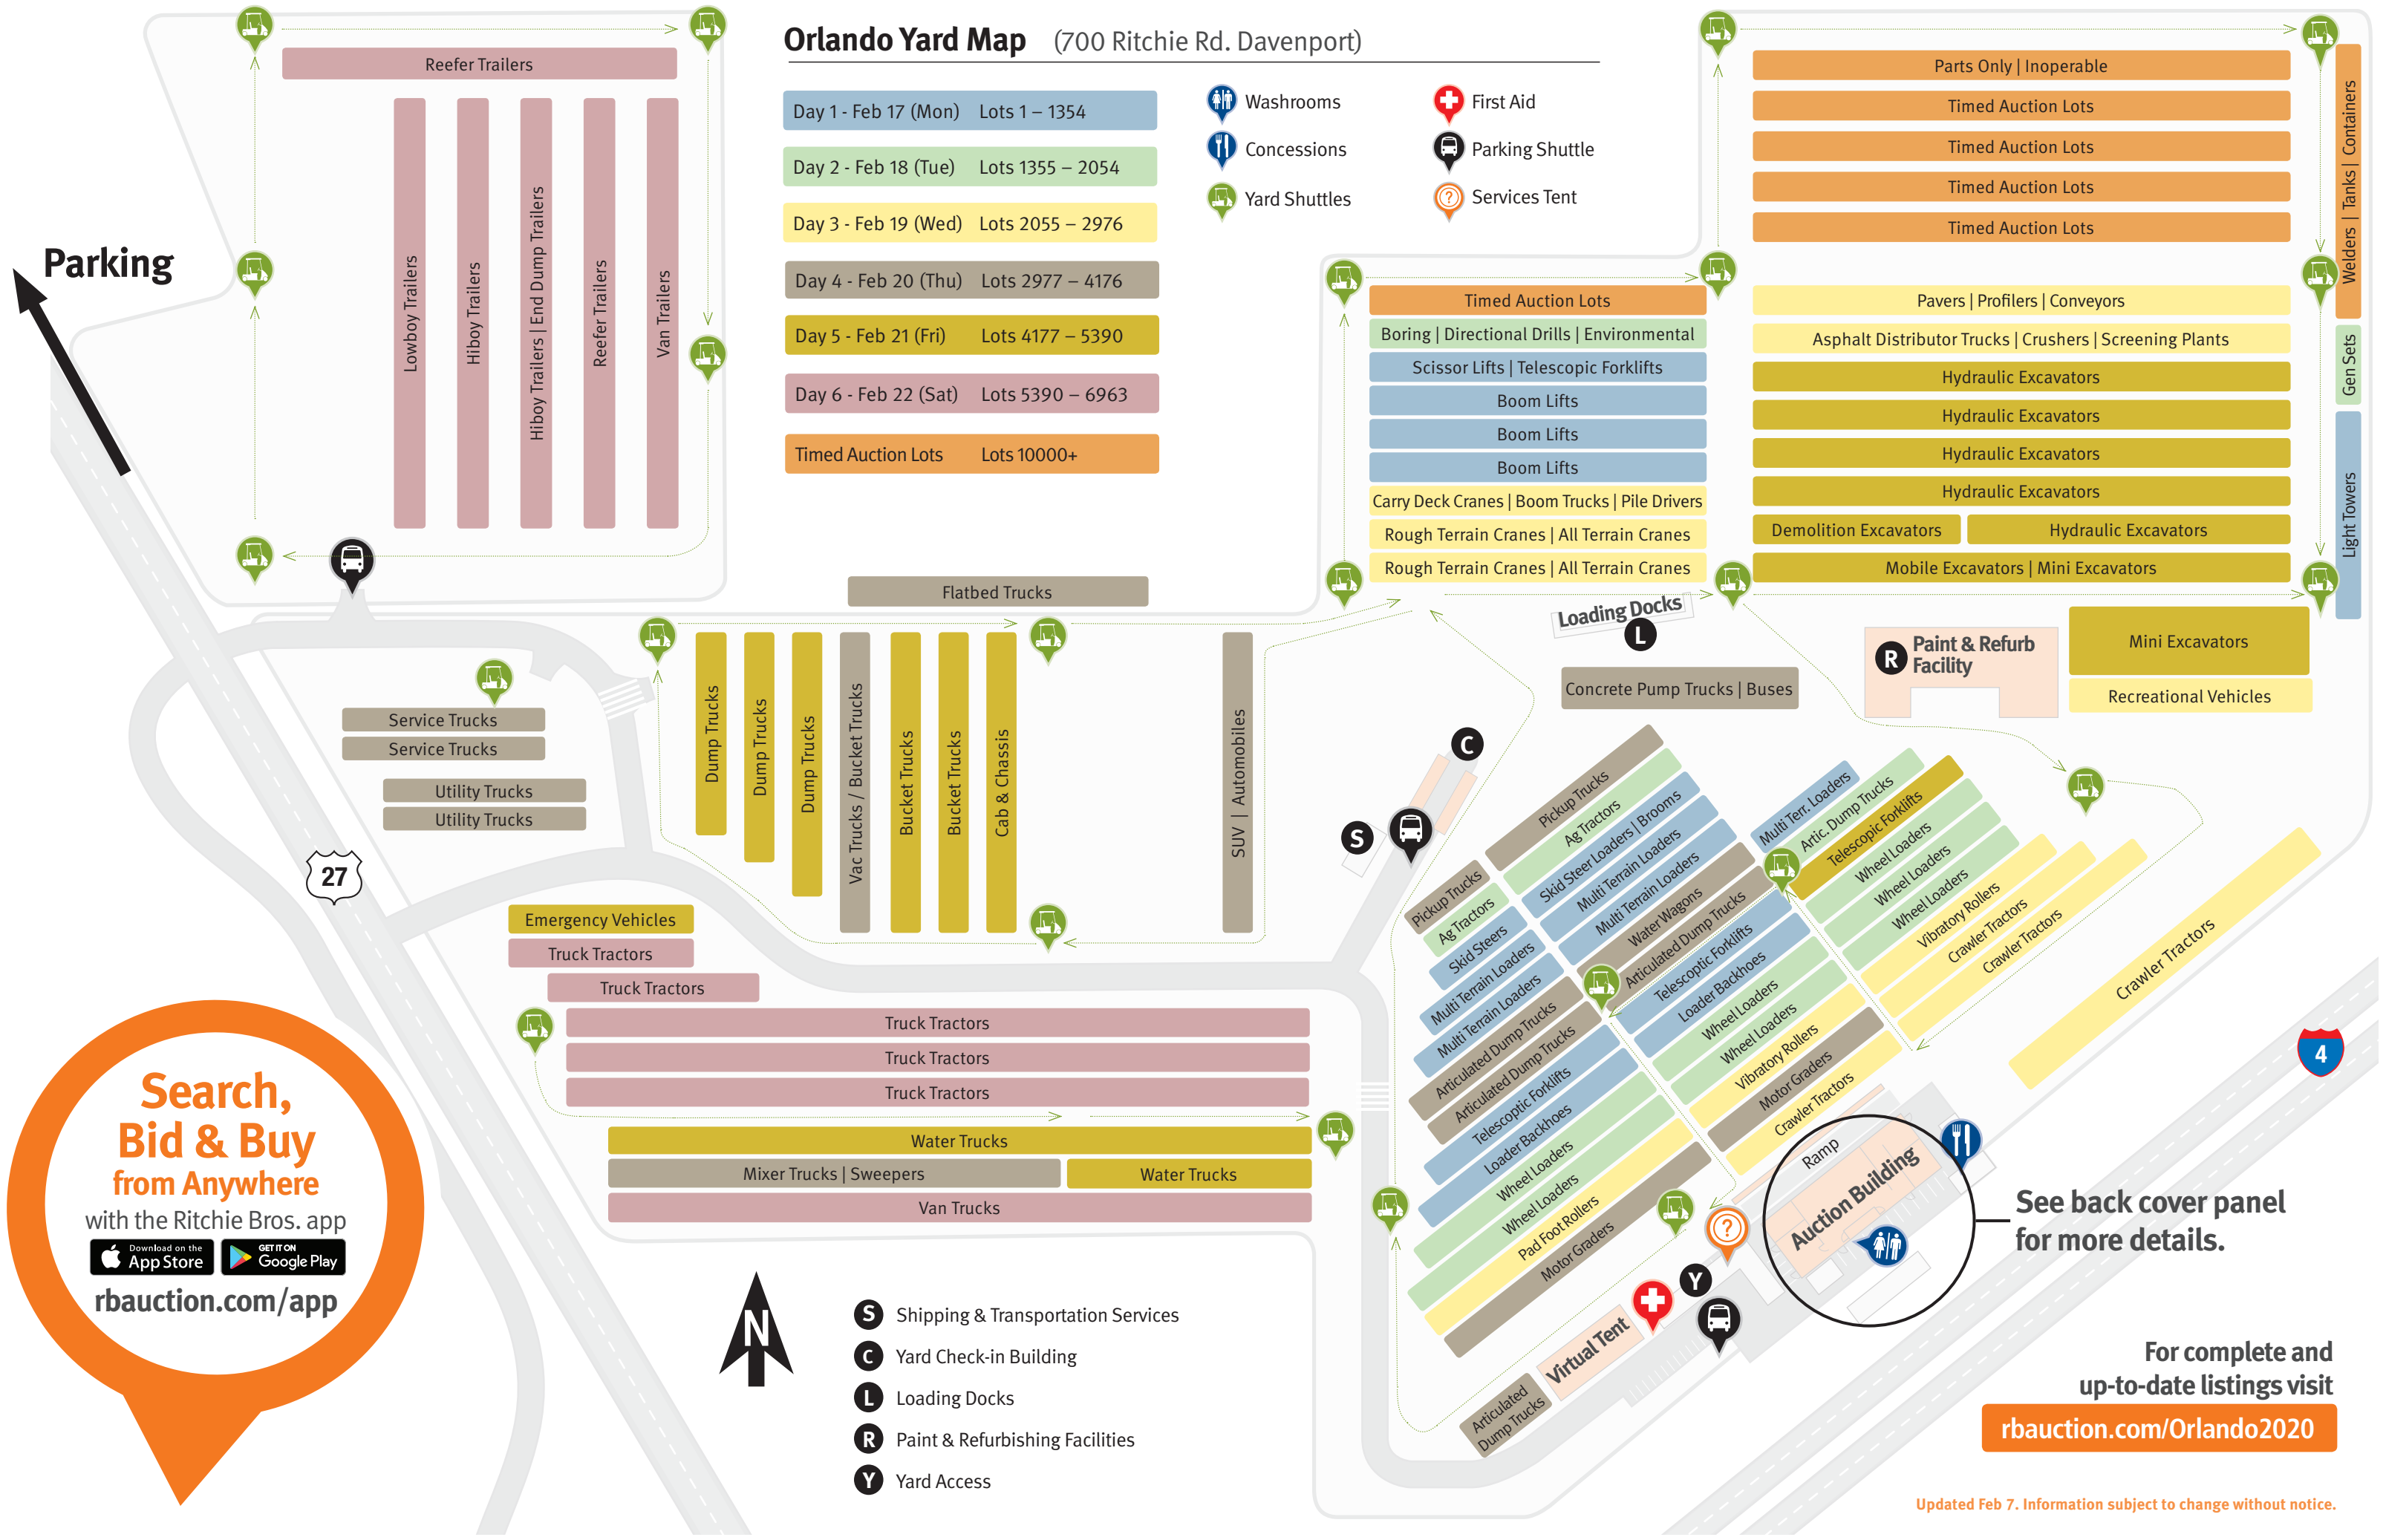 Orlando Yard Map (700 Ritchie Rd. Davenport)
Day 1 - Feb 17 (Mon) Lots 1 – 1354
Day 2 - Feb 18 (Tue) Lots 1355 – 2054
Day 3 - Feb 19 (Wed) Lots 2055 – 2976
Day 4 - Feb 20 (Thu) Lots 2977 – 4176
Day 5 - Feb 21 (Fri) Lots 4177 – 5390
Day 6 - Feb 22 (Sat) Lots 5390 – 6963
Timed Auction Lots Lots 10000+
Washrooms
Concessions
Yard Shuttles
First Aid
Parking Shuttle
Services Tent
Parking
Reefer Trailers
Lowboy Trailers
Hiboy Trailers
Hiboy Trailers | End Dump Trailers
Reefer Trailers
Van Trailers
Parts Only | Inoperable
Timed Auction Lots
Timed Auction Lots
Timed Auction Lots
Timed Auction Lots
Welders | Tanks | Containers
Gen Sets
Light Towers
Timed Auction Lots
Boring | Directional Drills | Environmental
Scissor Lifts | Telescopic Forklifts
Boom Lifts
Boom Lifts
Boom Lifts
Carry Deck Cranes | Boom Trucks | Pile Drivers
Rough Terrain Cranes | All Terrain Cranes
Rough Terrain Cranes | All Terrain Cranes
Pavers | Profilers | Conveyors
Asphalt Distributor Trucks | Crushers | Screening Plants
Hydraulic Excavators
Hydraulic Excavators
Hydraulic Excavators
Hydraulic Excavators
Demolition Excavators
Hydraulic Excavators
Mobile Excavators | Mini Excavators
Loading Docks
L
R
Paint & Refurb
Facility
Mini Excavators
Recreational Vehicles
Concrete Pump Trucks | Buses
Flatbed Trucks
Dump Trucks
Dump Trucks
Dump Trucks
Vac Trucks / Bucket Trucks
Bucket Trucks
Bucket Trucks
Cab & Chassis
SUV | Automobiles
Service Trucks
Service Trucks
Utility Trucks
Utility Trucks
27
Emergency Vehicles
Truck Tractors
Truck Tractors
Truck Tractors
Truck Tractors
Truck Tractors
Water Trucks
Mixer Trucks | Sweepers
Water Trucks
Van Trucks
C
S
Pickup Trucks
Ag Tractors
Skid Steer Loaders | Brooms
Multi Terrain Loaders
Multi Terrain Loaders
Water Wagons
Articulated Dump Trucks
Telescoptic Forklifts
Loader Backhoes
Wheel Loaders
Wheel Loaders
Vibratory Rollers
Motor Graders
Crawler Tractors
Multi Terr. Loaders
Artic. Dump Trucks
Telescopic Forklifts
Wheel Loaders
Wheel Loaders
Wheel Loaders
Vibratory Rollers
Crawler Tractors
Crawler Tractors
Crawler Tractors
Pickup Trucks
Ag Tractors
Skid Steers
Multi Terrain Loaders
Multi Terrain Loaders
Articulated Dump Trucks
Articulated Dump Trucks
Telescoptic Forklifts
Loader Backhoes
Wheel Loaders
Wheel Loaders
Pad Foot Rollers
Motor Graders
Articulated
Dump Trucks
Virtual Tent
Y
Ramp
Auction Building
4
See back cover panel
for more details.
Search,
Bid & Buy
from Anywhere
with the Ritchie Bros. app
Download on the
App Store
GET IT ON
Google Play
rbauction.com/app
N
S Shipping & Transportation Services
C Yard Check-in Building
L Loading Docks
R Paint & Refurbishing Facilities
Y Yard Access
For complete and
up-to-date listings visit
rbauction.com/Orlando2020
Updated Feb 7. Information subject to change without notice.